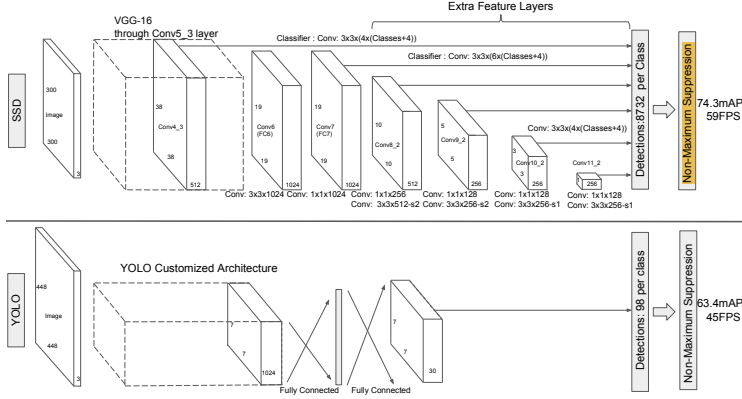 Extra Feature Layers
VGG-16
through Conv5_3 layer
Classifier : Conv: 3x3x(4x(Classes+4))
Classifier : Conv: 3x3x(6x(Classes+4))
SSD
300
Image
300
3
38
Conv4_3
38
512
19
Conv6
(FC6)
19
1024
19
Conv7
(FC7)
19
1024
10
Conv8_2
10
512
5
Conv9_2
5
256
Conv: 3x3x(4x(Classes+4))
3
Conv10_2
3
256
Conv11_2
1
256
Conv: 3x3x1024
Conv: 1x1x1024
Conv: 1x1x256
Conv: 3x3x512-s2
Conv: 1x1x128
Conv: 3x3x256-s2
Conv: 1x1x128
Conv: 3x3x256-s1
Conv: 1x1x128
Conv: 3x3x256-s1
Detections:8732 per Class
Non-Maximum Suppression
74.3mAP
59FPS
YOLO
448
Image
448
3
YOLO Customized Architecture
7
7
1024
Fully Connected
Fully Connected
7
7
30
Detections: 98 per class
Non-Maximum Suppression
63.4mAP
45FPS